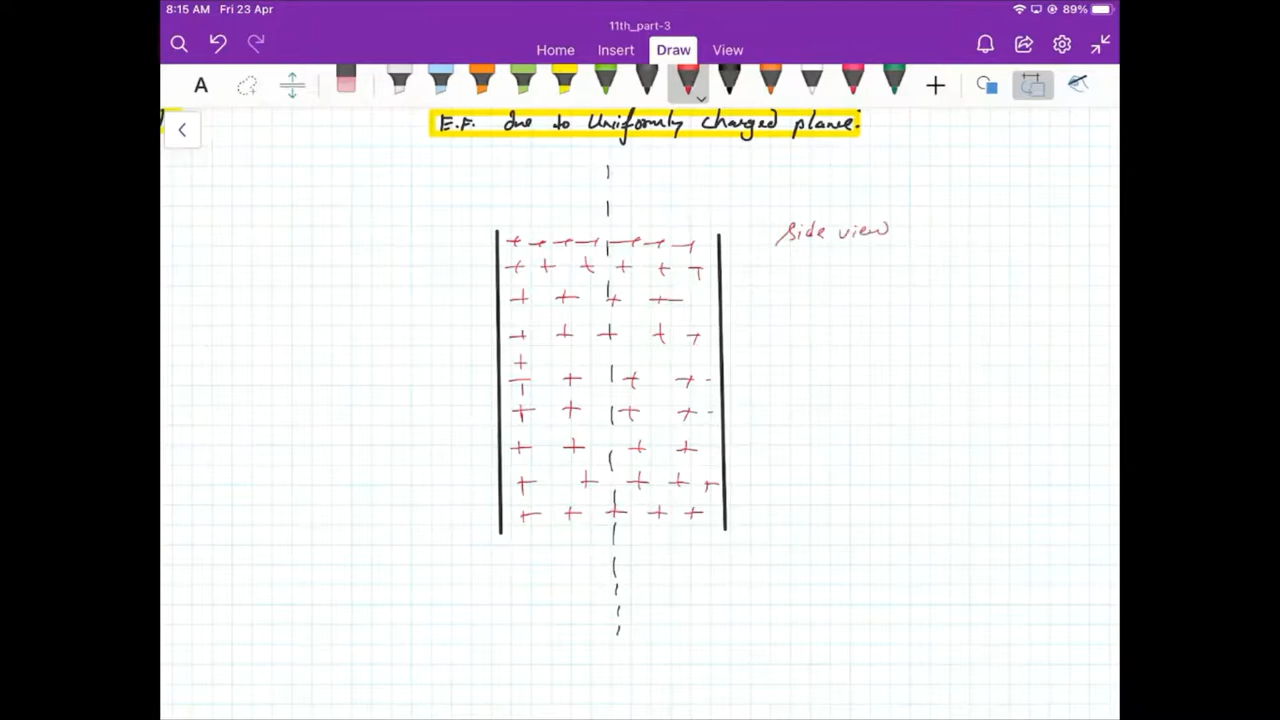 8:15 AM Fri 23 Apr
89%
11th_part-3
Home Insert Draw View
E.F. due to Uniformly charged plane.
side view